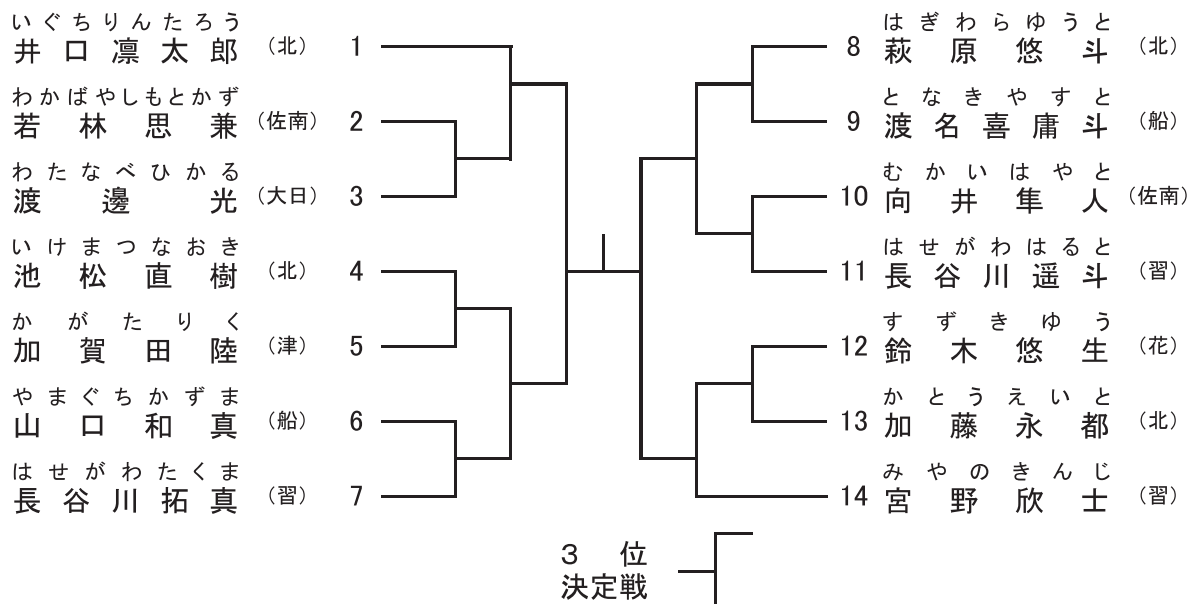 いぐちりんたろう
井口凛太郎 （北） 1
わかばやしもとかず
若林思兼 （佐南） 2
わたなべひかる
渡邊光 （大日） 3
いけまつなおき
池松直樹 （北） 4
かがたりく
加賀田陸 （津） 5
やまぐちかずま
山口和真 （船） 6
はせがわたくま
長谷川拓真 （習） 7
はぎわらゆうと
8 萩原悠斗 （北）
となきやすと
9 渡名喜庸斗 （船）
むかいはやと
10 向井隼人 （佐南）
はせがわはると
11 長谷川遥斗 （習）
すずきゆう
12 鈴木悠生 （花）
かとうえいと
13 加藤永都 （北）
みやのきんじ
14 宮野欣士 （習）
3位
決定戦